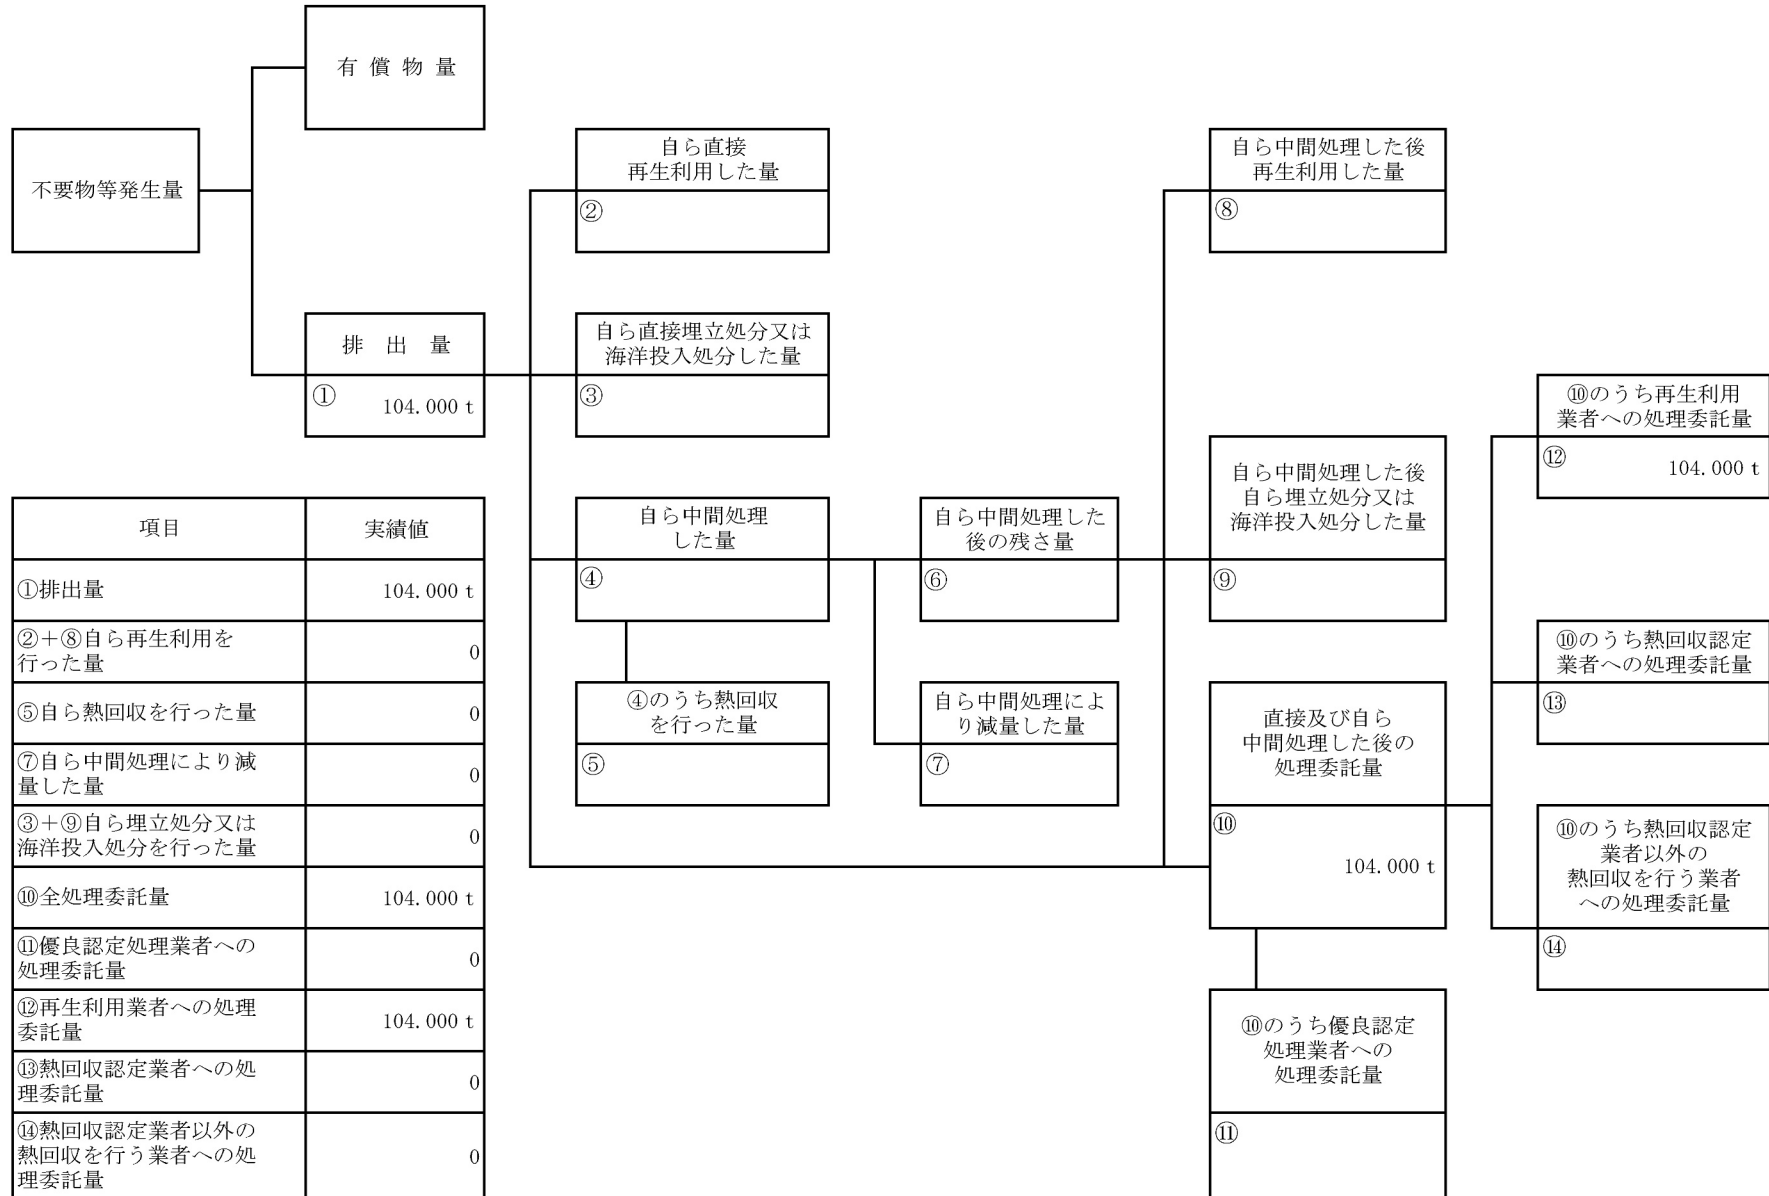 有償物量
不要物等発生量
自ら直接
再生利用した量
②
自ら中間処理した後
再生利用した量
⑧
排出量
①
104.000 t
自ら直接埋立処分又は
海洋投入処分した量
③
⑩のうち再生利用
業者への処理委託量
⑫
104.000 t
自ら中間処理
した量
④
自ら中間処理した
後の残さ量
⑥
自ら中間処理した後
自ら埋立処分又は
海洋投入処分した量
⑨
⑩のうち熱回収認定
業者への処理委託量
⑬
④のうち熱回収
を行った量
⑤
自ら中間処理によ
り減量した量
⑦
直接及び自ら
中間処理した後の
処理委託量
⑩
104.000 t
⑩のうち熱回収認定
業者以外の
熱回収を行う業者
への処理委託量
⑭
⑩のうち優良認定
処理業者への
処理委託量
⑪
項目 実績値
①排出量 104.000 t
②＋⑧自ら再生利用を
行った量 0
⑤自ら熱回収を行った量 0
⑦自ら中間処理により減
量した量 0
③＋⑨自ら埋立処分又は
海洋投入処分を行った量 0
⑩全処理委託量 104.000 t
⑪優良認定処理業者への
処理委託量 0
⑫再生利用業者への処理
委託量 104.000 t
⑬熱回収認定業者への処
理委託量 0
⑭熱回収認定業者以外の
熱回収を行う業者への処
理委託量 0